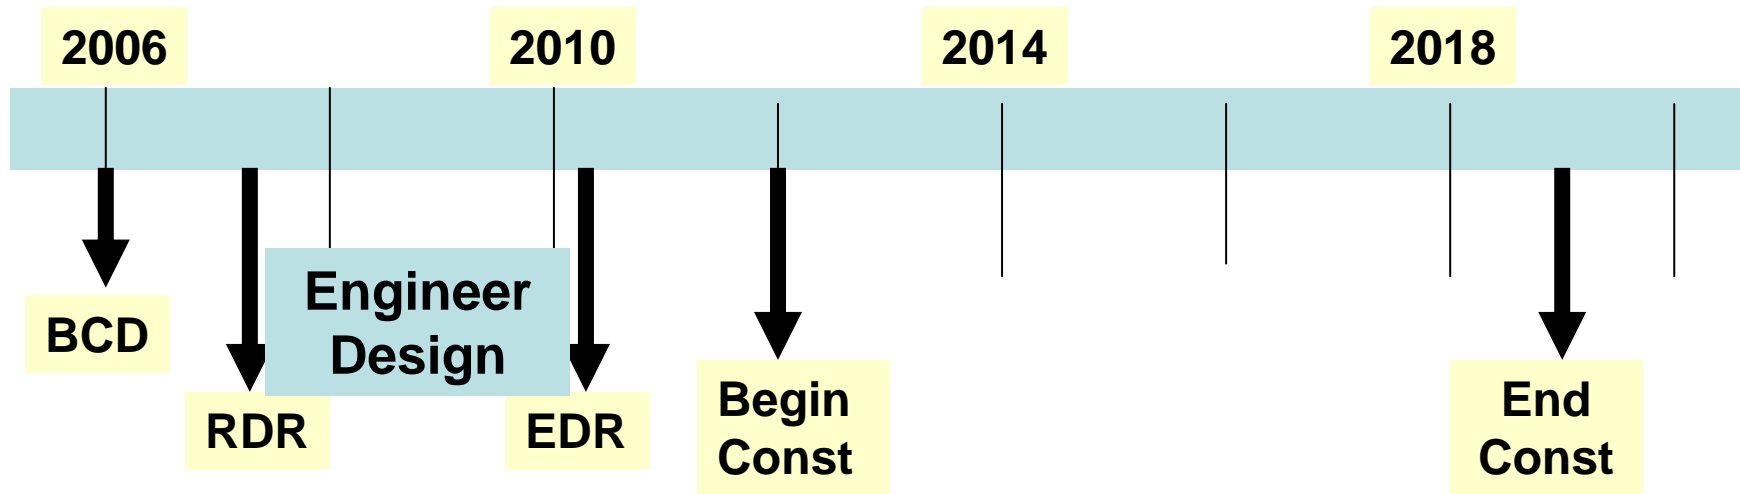 2006
2010
2014
2018
BCD
RDR
Engineer
Design
EDR
Begin
Const
End
Const